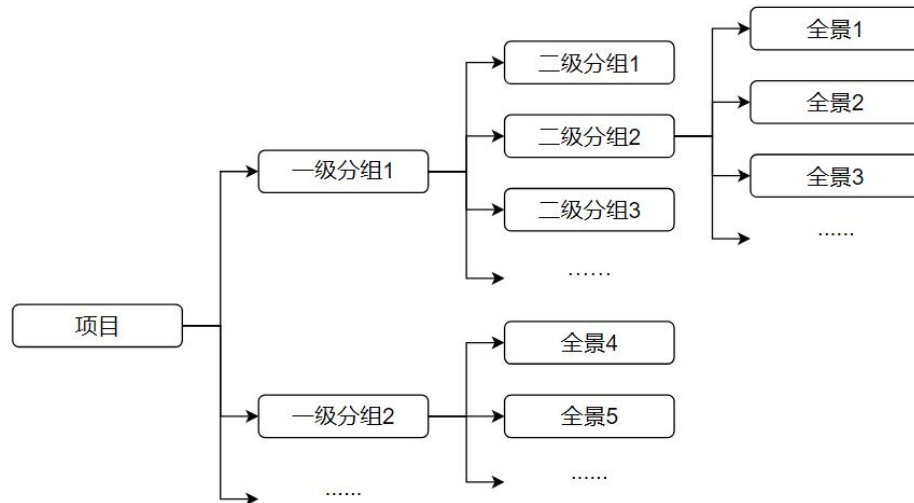 全景1
二级分组1
全景2
二级分组2
一级分组1
全景3
二级分组3
......
......
项目
全景4
一级分组2
全景5
......
......